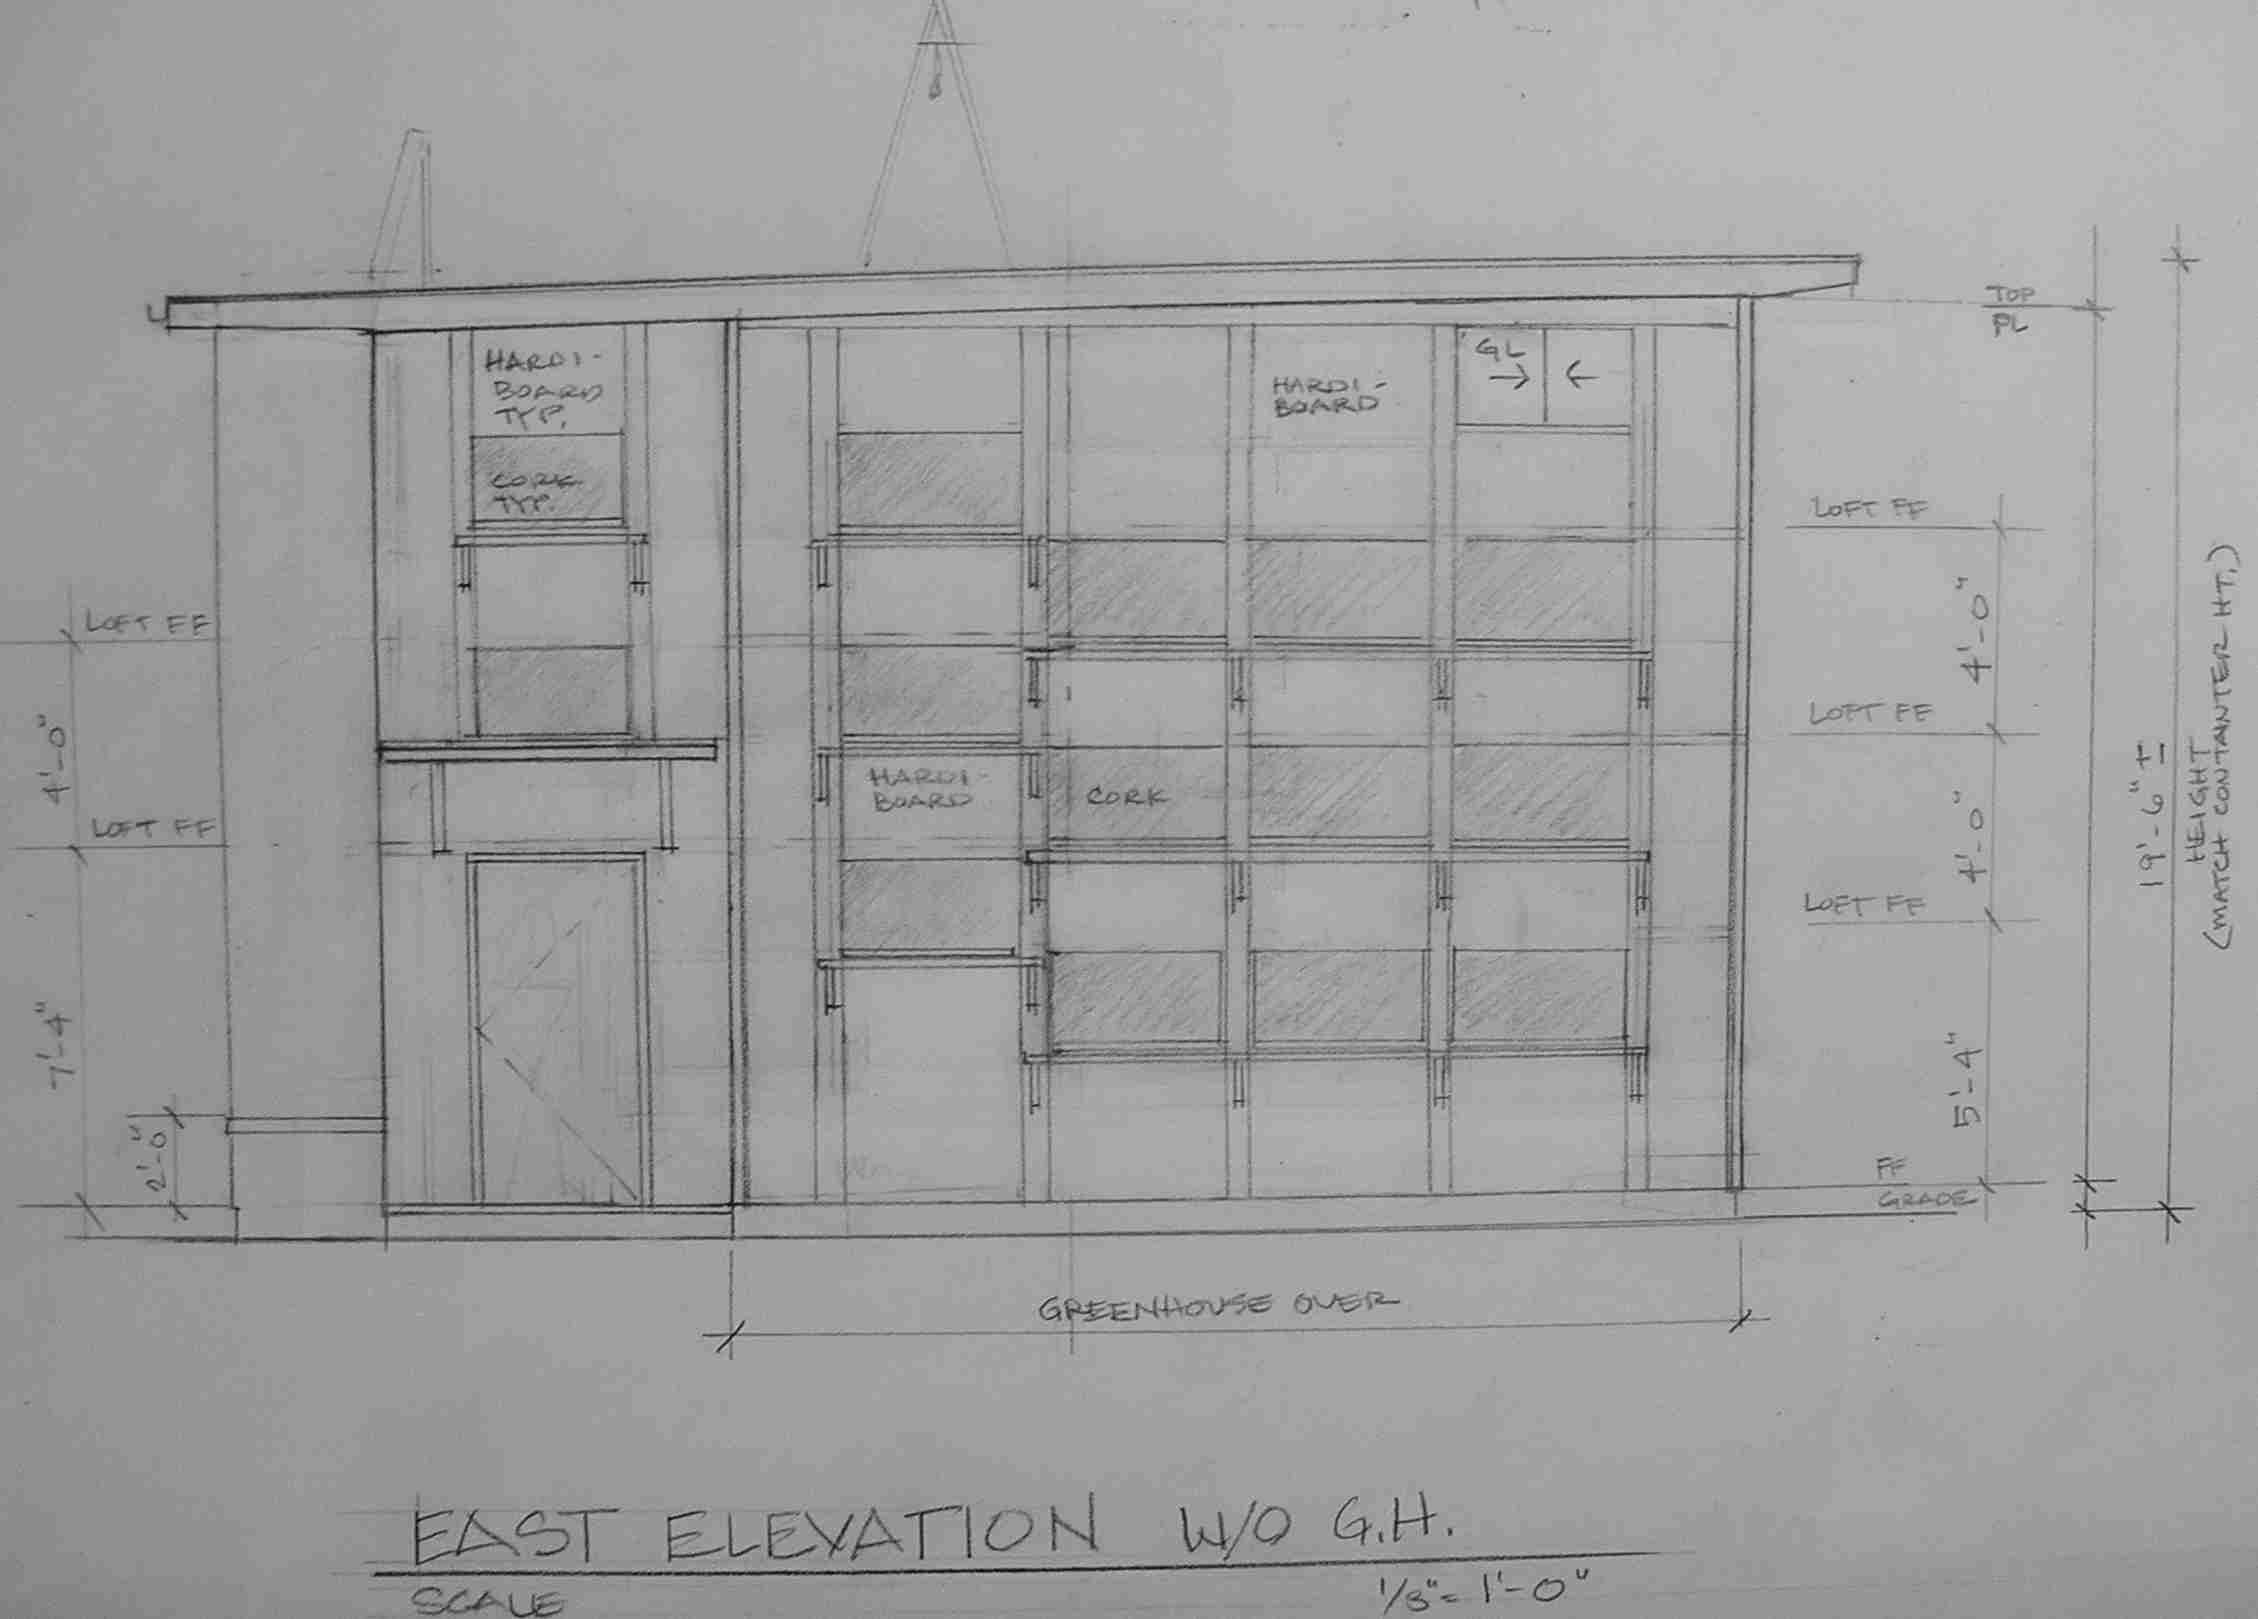 TOP
PL
HARDI-
BOARD
TYP.
GL
HARDI-
BOARD
CORK
TYP.
LOFT FF
LOFT FF
4'-0"
4'-0"
LOFT FF
HARDI-
BOARD
CORK
LOFT FF
4'-0"
19'-6" ±
HEIGHT
(MATCH CONTANTER HT.)
LOFT FF
7'-4"
5'-4"
2'-0"
FF
GRADE
GREENHOUSE OVER
EAST ELEVATION W/O G.H.
SCALE 1/8"= 1'-0"